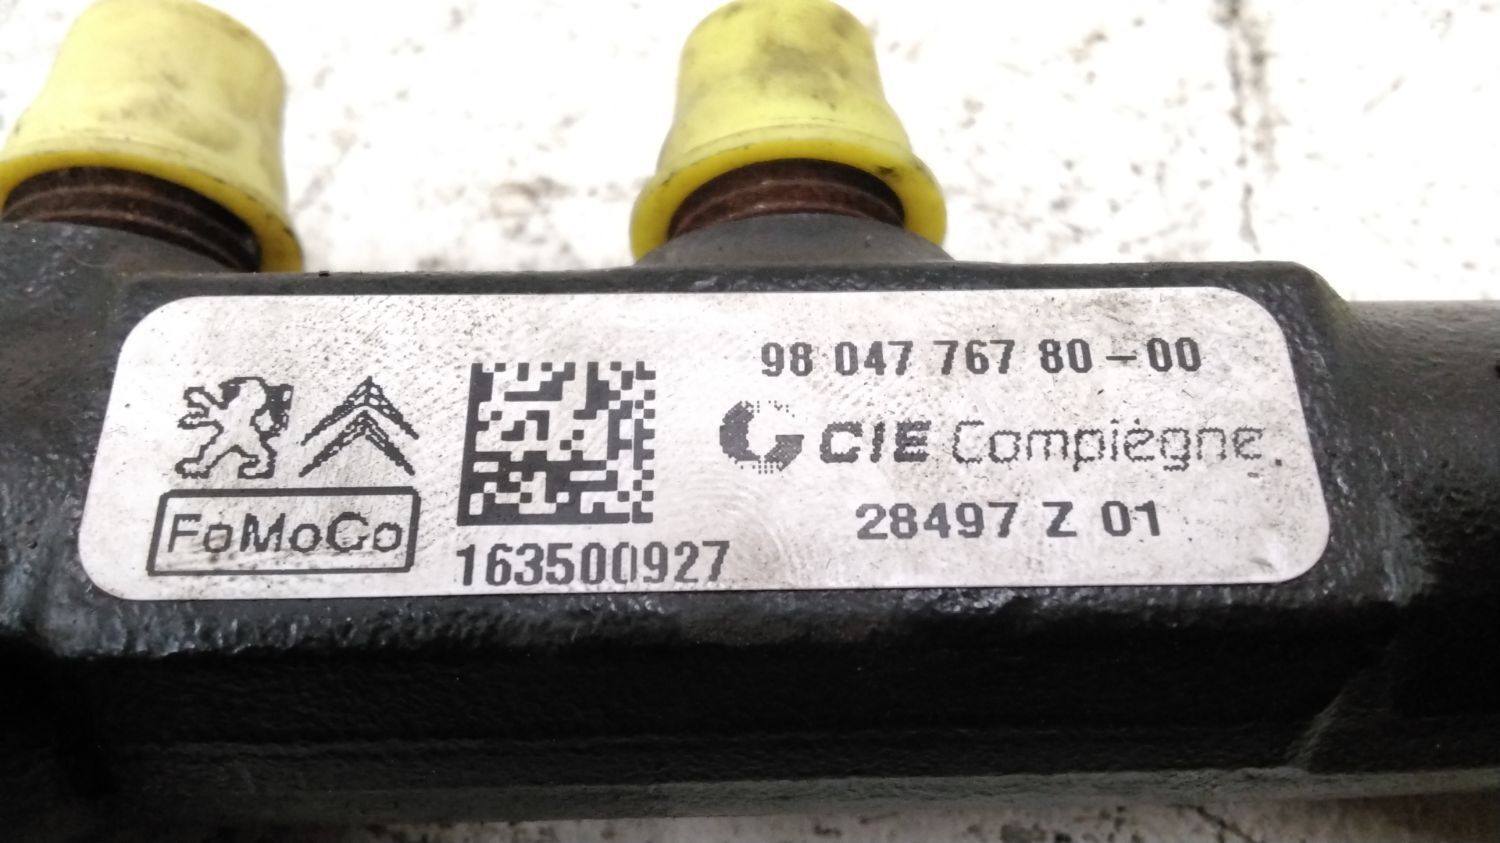 98 047 767 80-00
CIE Compiègne
28497 Z 01
FoMoCo
163500927